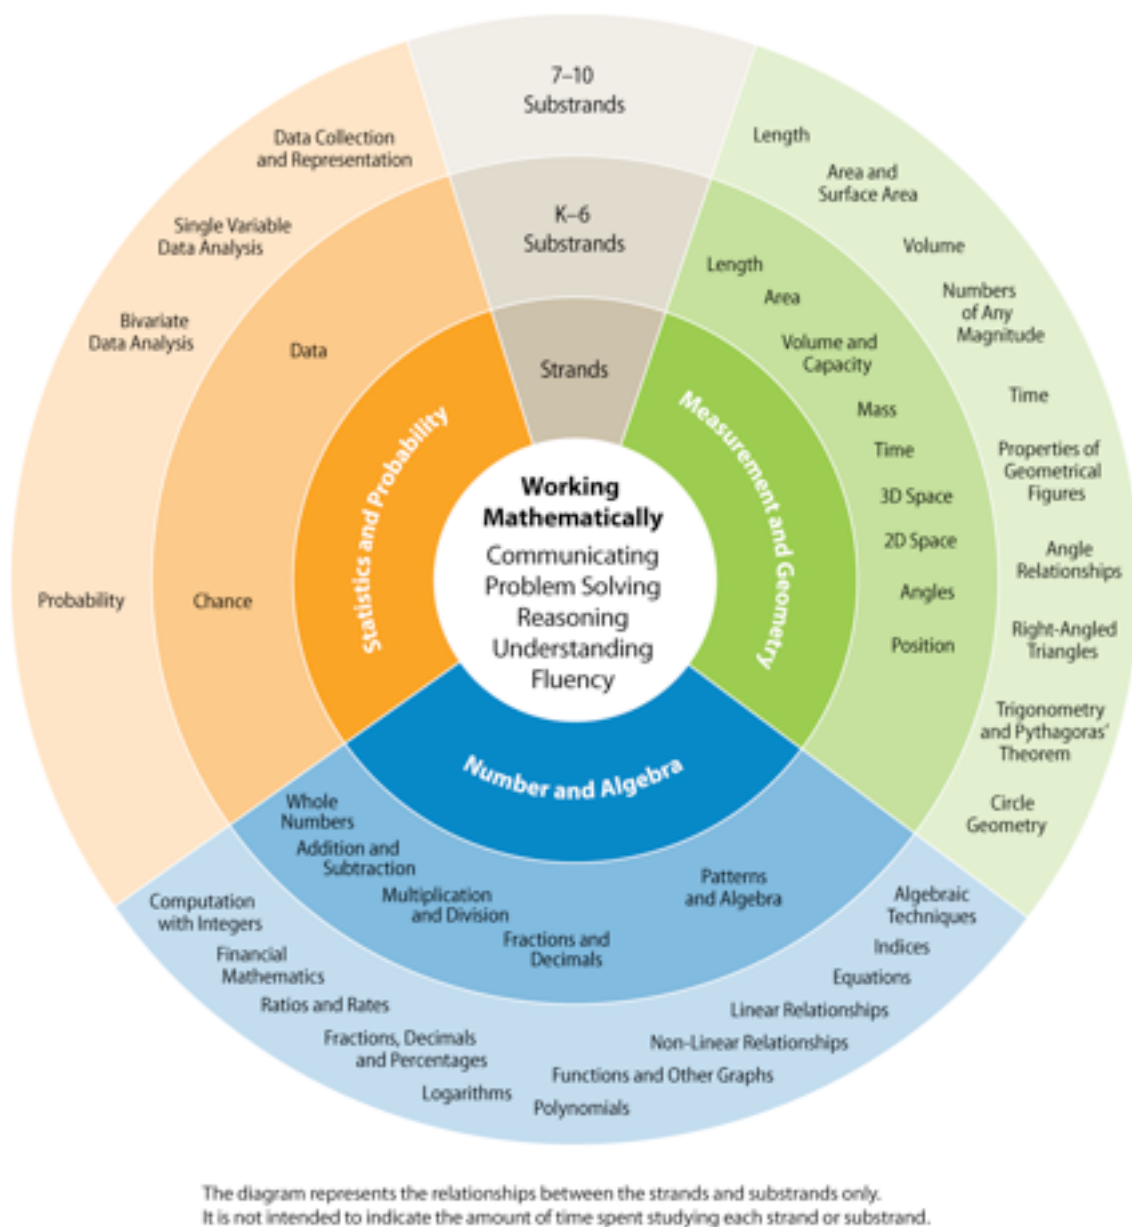 7–10
Substrands
K–6
Substrands
Strands
Working
Mathematically
Communicating
Problem Solving
Reasoning
Understanding
Fluency
Measurement and Geometry
Length
Area
Volume and
Capacity
Mass
Time
3D Space
2D Space
Angles
Position
Length
Area and
Surface Area
Volume
Numbers
of Any
Magnitude
Time
Properties of
Geometrical
Figures
Angle
Relationships
Right-Angled
Triangles
Trigonometry
and Pythagoras’
Theorem
Circle
Geometry
Number and Algebra
Whole
Numbers
Addition and
Subtraction
Multiplication
and Division
Fractions and
Decimals
Patterns
and Algebra
Computation
with Integers
Financial
Mathematics
Ratios and Rates
Fractions, Decimals
and Percentages
Logarithms
Polynomials
Functions and Other Graphs
Non-Linear Relationships
Linear Relationships
Equations
Indices
Algebraic
Techniques
Statistics and Probability
Data
Chance
Data Collection
and Representation
Single Variable
Data Analysis
Bivariate
Data Analysis
Probability
The diagram represents the relationships between the strands and substrands only.
It is not intended to indicate the amount of time spent studying each strand or substrand.